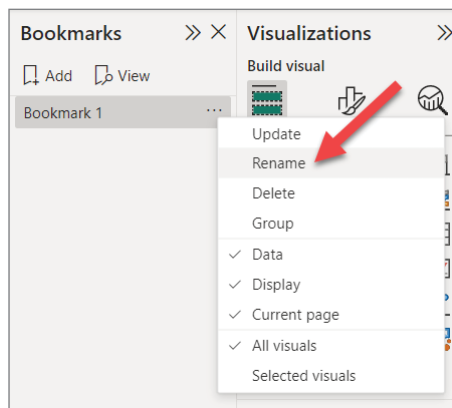 Bookmarks
Visualizations
Add
View
Build visual
Bookmark 1
Update
Rename
Delete
Group
Data
Display
Current page
All visuals
Selected visuals